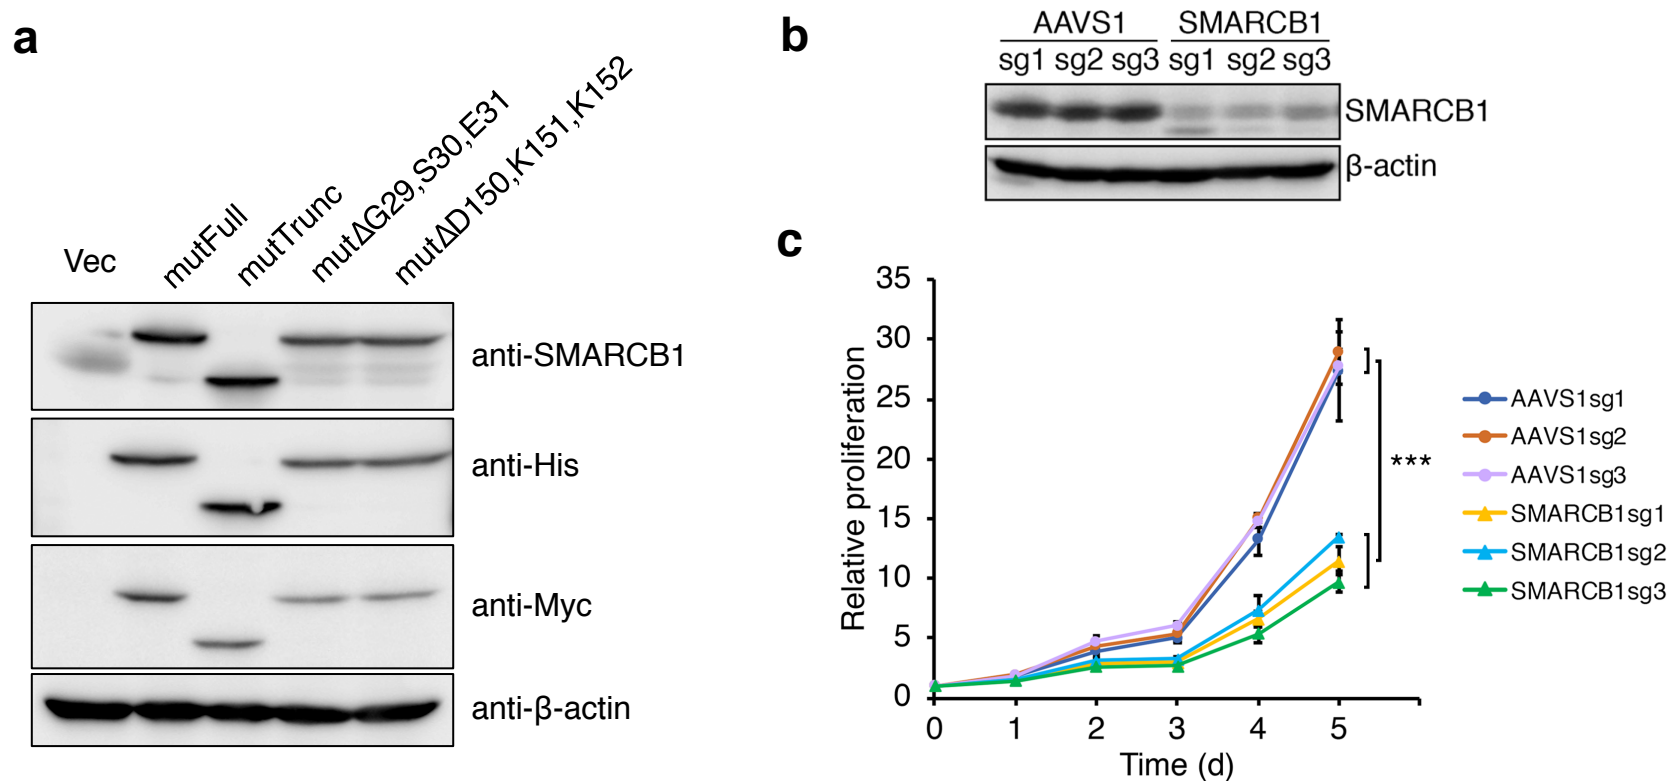 a
Vec
mutFull
mutTrunc
mutΔG29,S30,E31
mutΔD150,K151,K152
anti-SMARCB1
anti-His
anti-Myc
anti-β-actin
b
AAVS1 SMARCB1
sg1 sg2 sg3 sg1 sg2 sg3
SMARCB1
β-actin
c
Relative proliferation
35
30
25
20
15
10
5
0
0 1 2 3 4 5
Time (d)
***
AAVS1sg1
AAVS1sg2
AAVS1sg3
SMARCB1sg1
SMARCB1sg2
SMARCB1sg3